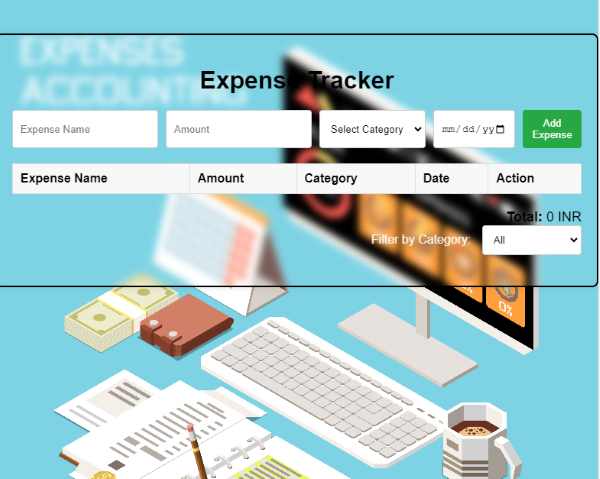 EXPENSES
ACCOUNTING
Expense Tracker
Expense Name
Amount
Select Category
mm/dd/yy
Add
Expense
Expense Name Amount Category Date Action
Total: 0 INR
Filter by Category: All
0%